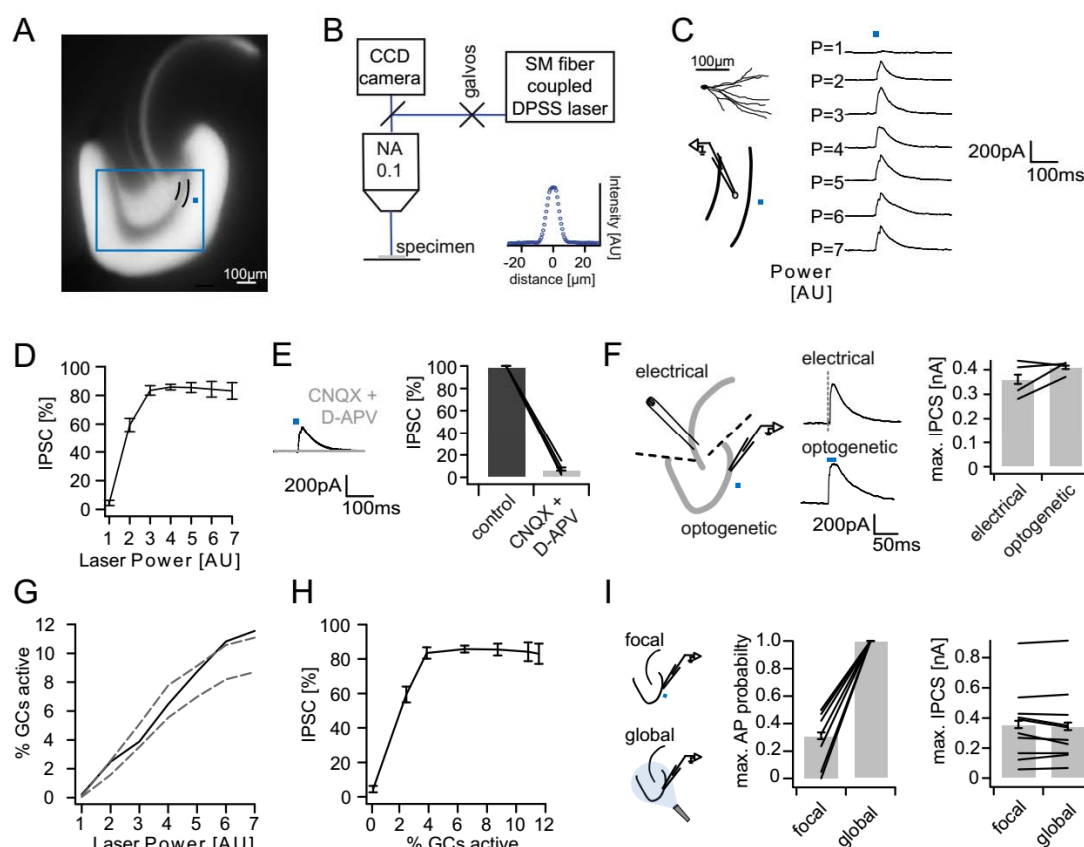 A
100µm
B
CCD
camera
galvos
SM fiber
coupled
DPSS laser
NA
0.1
specimen
Intensity
[AU]
-20 0 20
distance [µm]
C
100µm
P=1
P=2
P=3
P=4
P=5
P=6
P=7
Power
[AU]
200pA
100ms
D
IPSC [%]
100
80
60
40
20
0
1 2 3 4 5 6 7
Laser Power [AU]
E
CNQX +
D-APV
200pA
100ms
IPSC [%]
100
80
60
40
20
0
control
CNQX +
D-APV
F
electrical
optogenetic
electrical
optogenetic
200pA
50ms
max. IPCS [nA]
0.4
0.3
0.2
0.1
0
electrical
optogenetic
G
% GCs active
12
10
8
6
4
2
0
1 2 3 4 5 6 7
Laser Power [AU]
H
IPSC [%]
100
80
60
40
20
0
0 2 4 6 8 10 12
% GCs active
I
focal
global
max. AP probabilty
1.0
0.8
0.6
0.4
0.2
0
focal
global
max. IPCS [nA]
0.8
0.6
0.4
0.2
0
focal
global